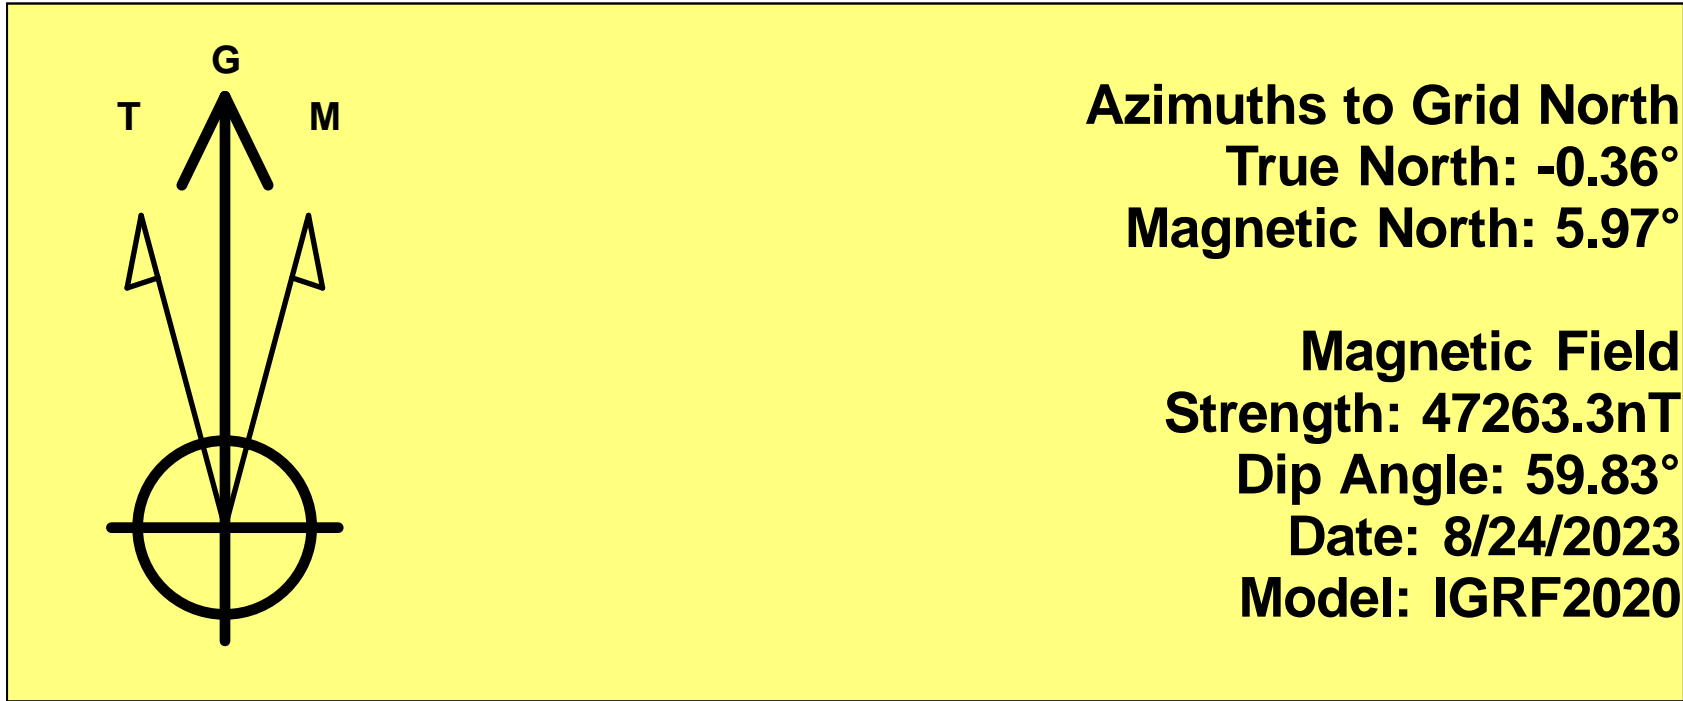 G
T M
Azimuths to Grid North
True North: -0.36°
Magnetic North: 5.97°
Magnetic Field
Strength: 47263.3nT
Dip Angle: 59.83°
Date: 8/24/2023
Model: IGRF2020